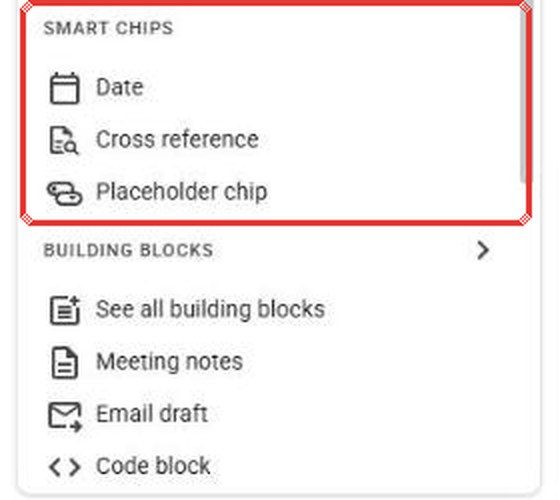 SMART CHIPS
Date
Cross reference
Placeholder chip
BUILDING BLOCKS
See all building blocks
Meeting notes
Email draft
Code block